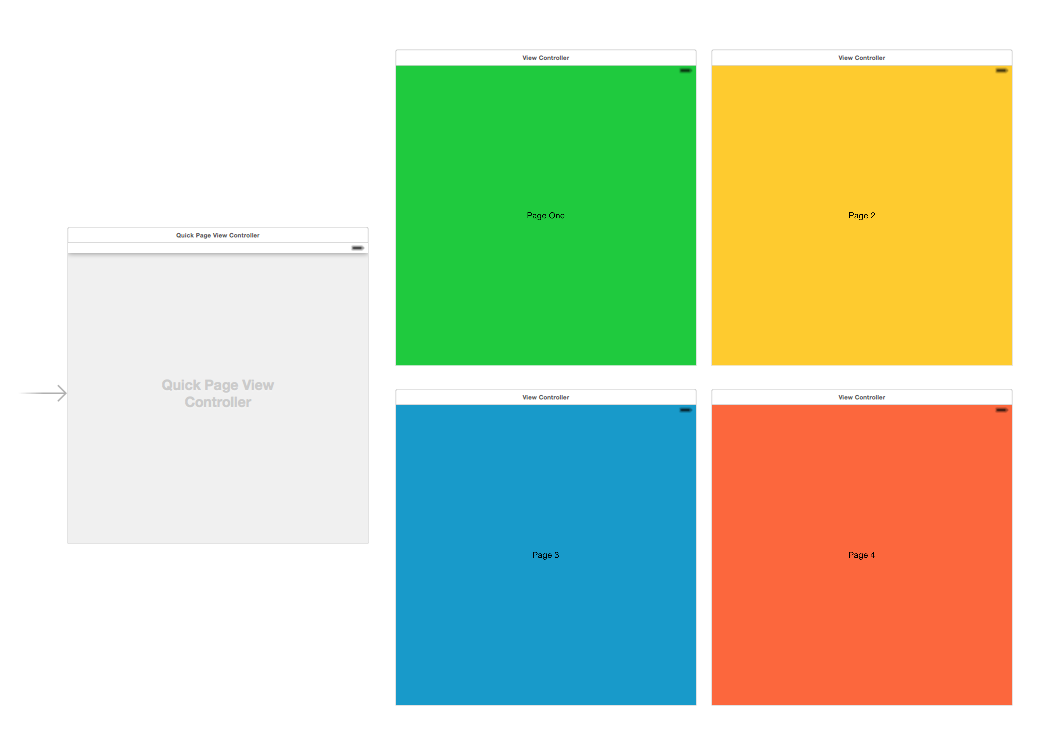 View Controller
View Controller
Page One
Page 2
Quick Page View Controller
Quick Page View
Controller
View Controller
View Controller
Page 3
Page 4